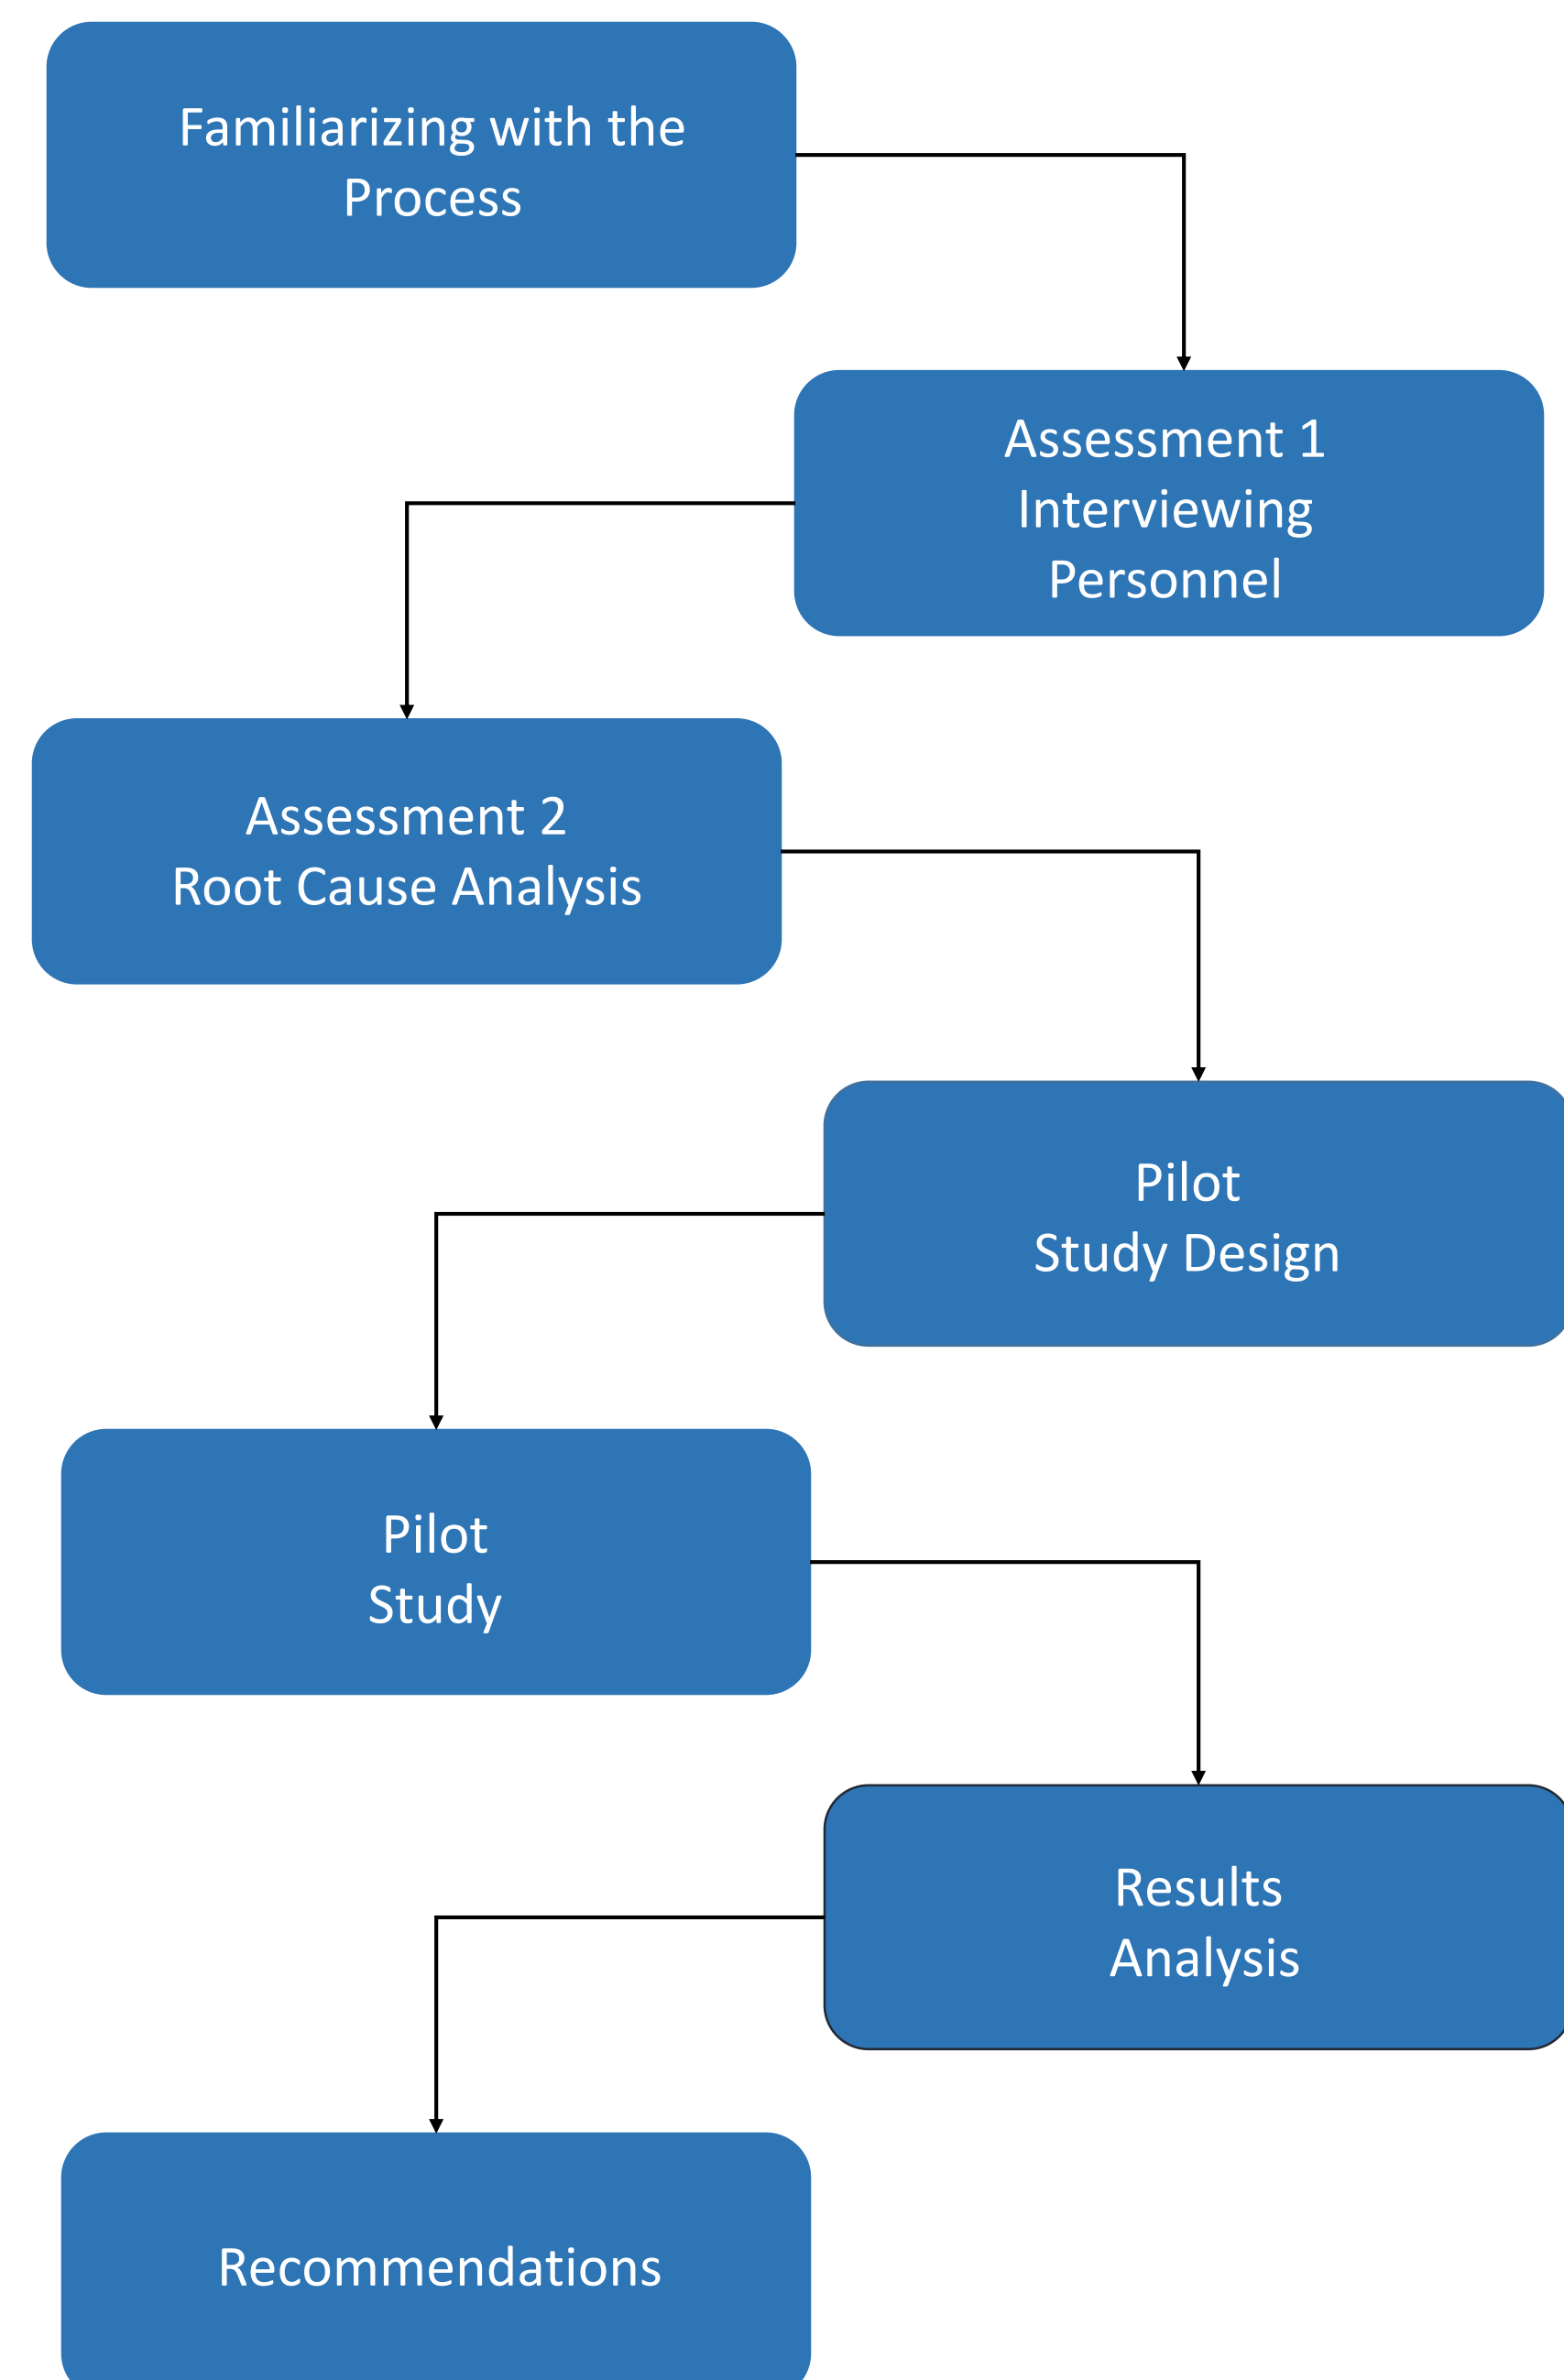 Familiarizing with the
Process
Assessment 1
Interviewing
Personnel
Assessment 2
Root Cause Analysis
Pilot
Study Design
Pilot
Study
Results
Analysis
Recommendations